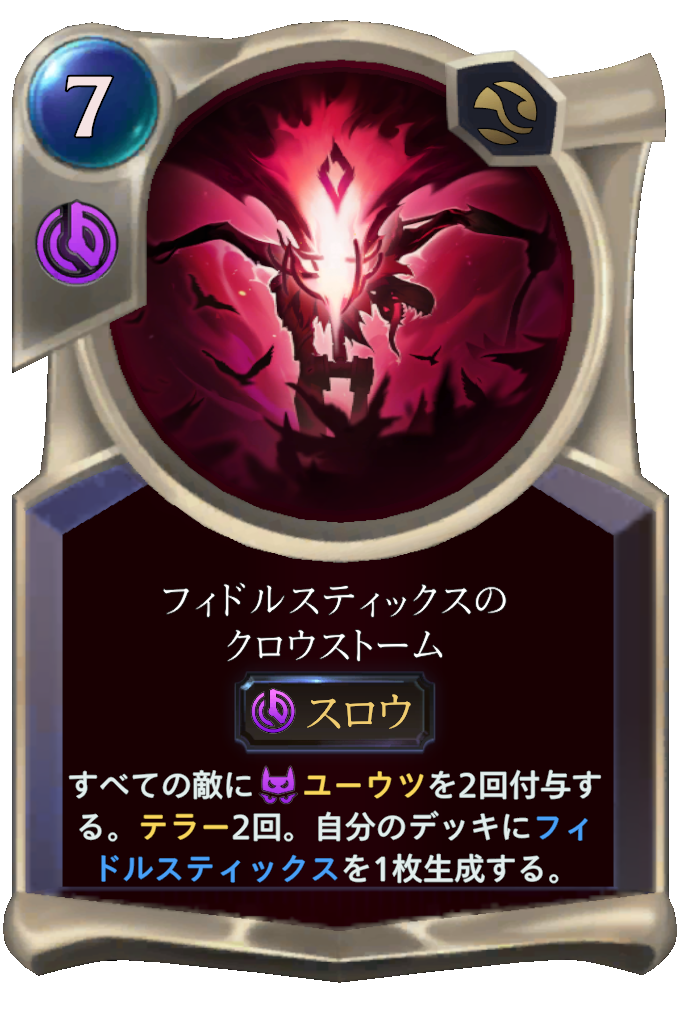 7
フィドルスティックスの
クロウストーム
スロウ
すべての敵にユーウツを2回付与す
る。テラー2回。自分のデッキにフィ
ドルスティックスを1枚生成する。